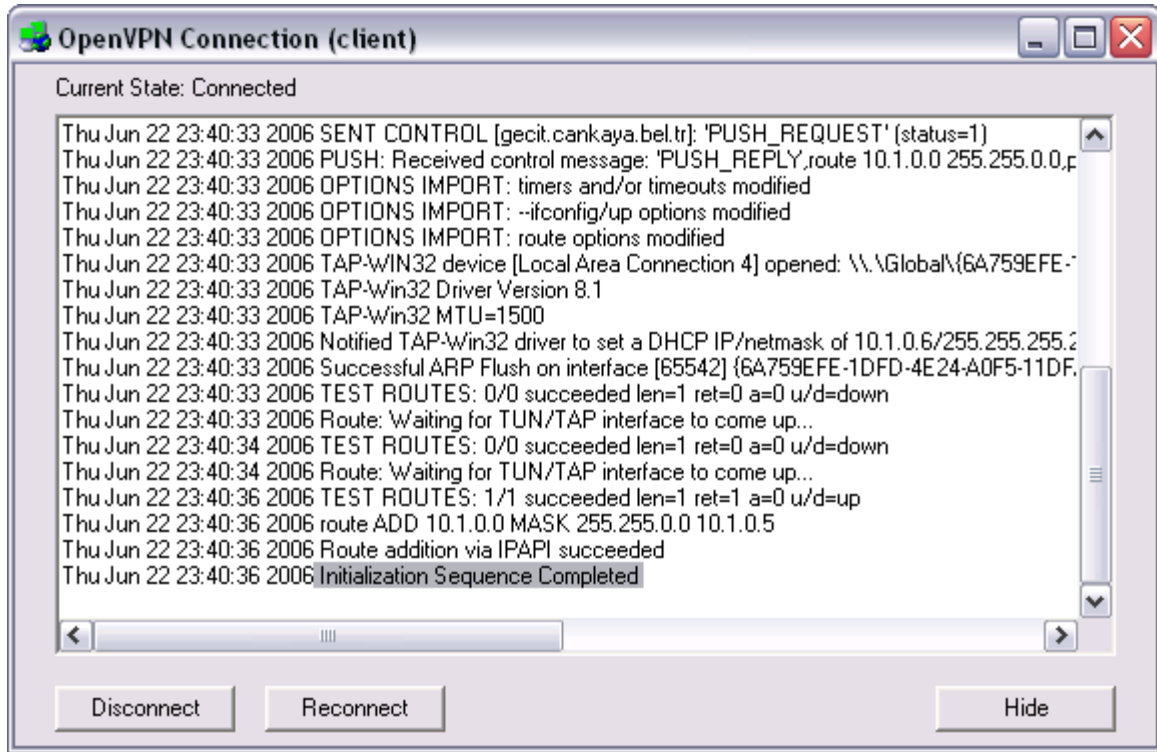 OpenVPN Connection (client)
Current State: Connected
Thu Jun 22 23:40:33 2006 SENT CONTROL [gecit.cankaya.bel.tr]: 'PUSH_REQUEST' (status=1)
Thu Jun 22 23:40:33 2006 PUSH: Received control message: 'PUSH_REPLY,route 10.1.0.0 255.255.0.0,p
Thu Jun 22 23:40:33 2006 OPTIONS IMPORT: timers and/or timeouts modified
Thu Jun 22 23:40:33 2006 OPTIONS IMPORT: --ifconfig/up options modified
Thu Jun 22 23:40:33 2006 OPTIONS IMPORT: route options modified
Thu Jun 22 23:40:33 2006 TAP-WIN32 device [Local Area Connection 4] opened: \\.\Global\{6A759EFE-1
Thu Jun 22 23:40:33 2006 TAP-Win32 Driver Version 8.1
Thu Jun 22 23:40:33 2006 TAP-Win32 MTU=1500
Thu Jun 22 23:40:33 2006 Notified TAP-Win32 driver to set a DHCP IP/netmask of 10.1.0.6/255.255.255.2
Thu Jun 22 23:40:33 2006 Successful ARP Flush on interface [65542] {6A759EFE-1DFD-4E24-A0F5-11DF
Thu Jun 22 23:40:33 2006 TEST ROUTES: 0/0 succeeded len=1 ret=0 a=0 u/d=down
Thu Jun 22 23:40:33 2006 Route: Waiting for TUN/TAP interface to come up...
Thu Jun 22 23:40:34 2006 TEST ROUTES: 0/0 succeeded len=1 ret=0 a=0 u/d=down
Thu Jun 22 23:40:34 2006 Route: Waiting for TUN/TAP interface to come up...
Thu Jun 22 23:40:36 2006 TEST ROUTES: 1/1 succeeded len=1 ret=1 a=0 u/d=up
Thu Jun 22 23:40:36 2006 route ADD 10.1.0.0 MASK 255.255.0.0 10.1.0.5
Thu Jun 22 23:40:36 2006 Route addition via IPAPI succeeded
Thu Jun 22 23:40:36 2006 Initialization Sequence Completed
Disconnect Reconnect Hide